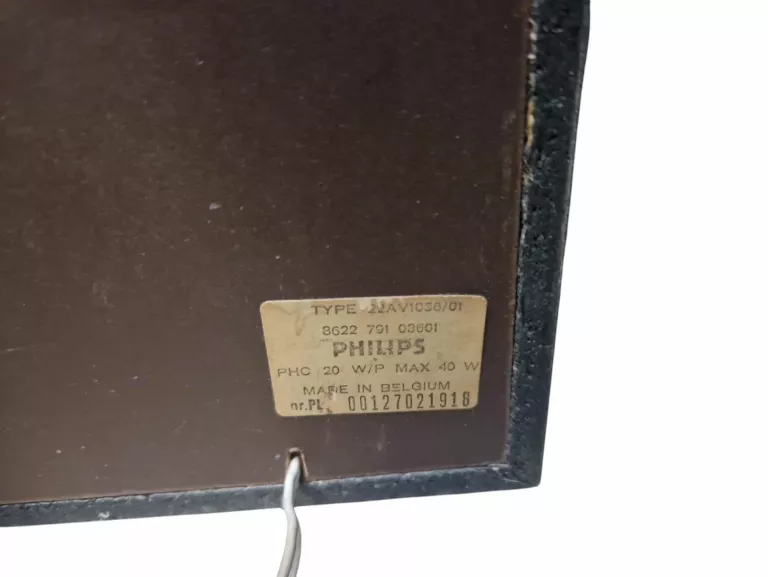 TYPE 22AV1036/01
8622 791 03601
PHILIPS
PHC 20 W/P MAX 40 W
MADE IN BELGIUM
nr.PL 00127021918